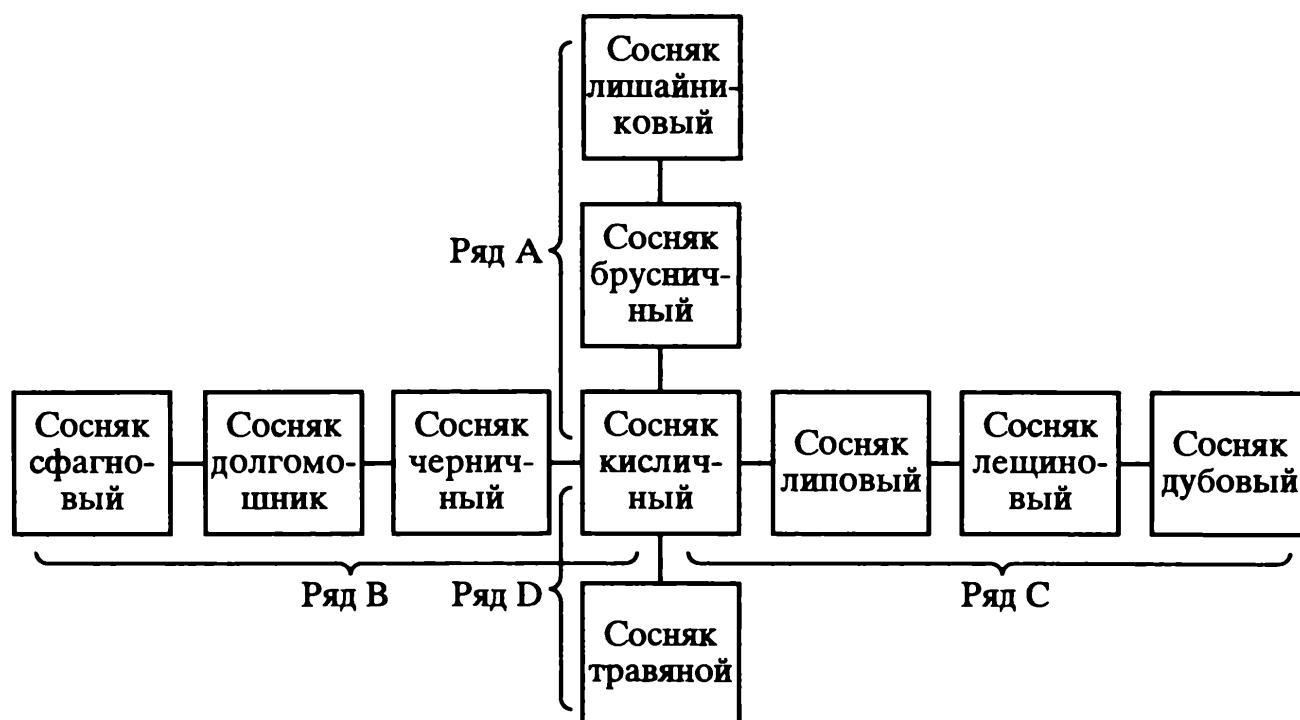 Сосняк
лишайни-
ковый
Ряд A
Сосняк
бруснич-
ный
Сосняк
сфагно-
вый
Сосняк
долгомо-
шник
Сосняк
чернич-
ный
Сосняк
кислич-
ный
Сосняк
липовый
Сосняк
лещино-
вый
Сосняк
дубовый
Ряд B
Ряд D
Ряд C
Сосняк
травяной